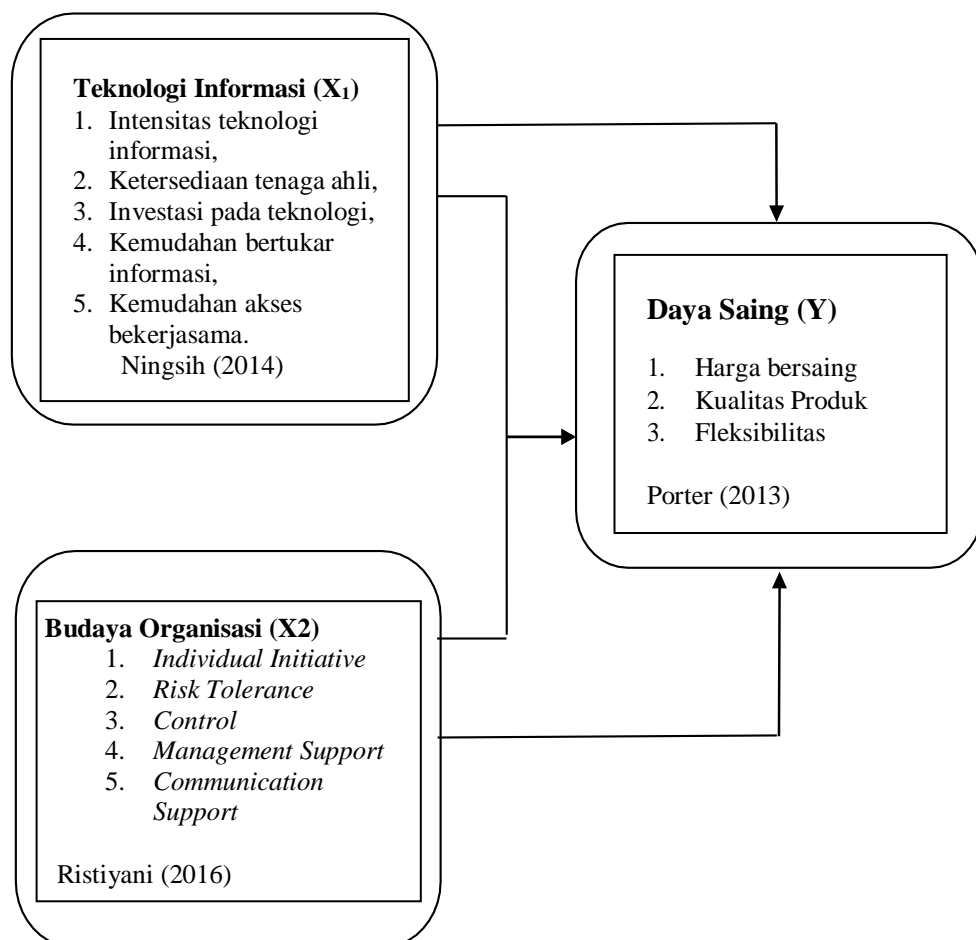 Teknologi Informasi (X₁)
1. Intensitas teknologi
informasi,
2. Ketersediaan tenaga ahli,
3. Investasi pada teknologi,
4. Kemudahan bertukar
informasi,
5. Kemudahan akses
bekerjasama.
Ningsih (2014)
Daya Saing (Y)
1. Harga bersaing
2. Kualitas Produk
3. Fleksibilitas
Porter (2013)
Budaya Organisasi (X2)
1. Individual Initiative
2. Risk Tolerance
3. Control
4. Management Support
5. Communication
Support
Ristiyani (2016)